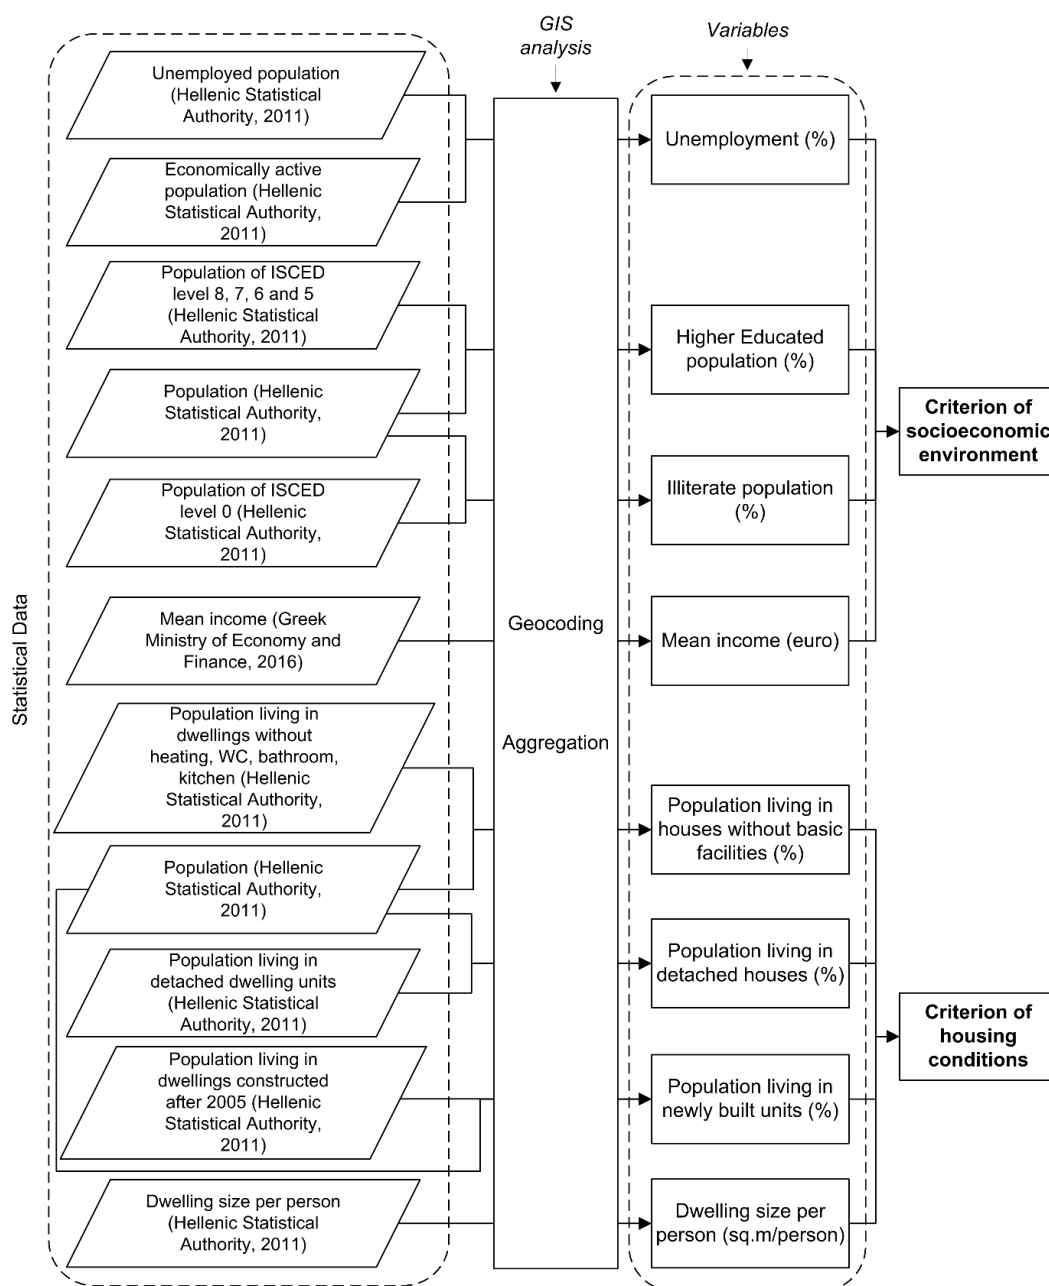 GIS
analysis
Variables
Statistical Data
Unemployed population
(Hellenic Statistical
Authority, 2011)
Economically active
population (Hellenic
Statistical Authority,
2011)
Population of ISCED
level 8, 7, 6 and 5
(Hellenic Statistical
Authority, 2011)
Population (Hellenic
Statistical Authority,
2011)
Population of ISCED
level 0 (Hellenic
Statistical Authority,
2011)
Mean income (Greek
Ministry of Economy and
Finance, 2016)
Population living in
dwellings without
heating, WC, bathroom,
kitchen (Hellenic
Statistical Authority,
2011)
Population (Hellenic
Statistical Authority,
2011)
Population living in
detached dwelling units
(Hellenic Statistical
Authority, 2011)
Population living in
dwellings constructed
after 2005 (Hellenic
Statistical Authority,
2011)
Dwelling size per person
(Hellenic Statistical
Authority, 2011)
Geocoding
Aggregation
Unemployment (%)
Higher Educated
population (%)
Illiterate population
(%)
Mean income (euro)
Population living in
houses without basic
facilities (%)
Population living in
detached houses (%)
Population living in
newly built units (%)
Dwelling size per
person (sq.m/person)
Criterion of
socioeconomic
environment
Criterion of
housing
conditions